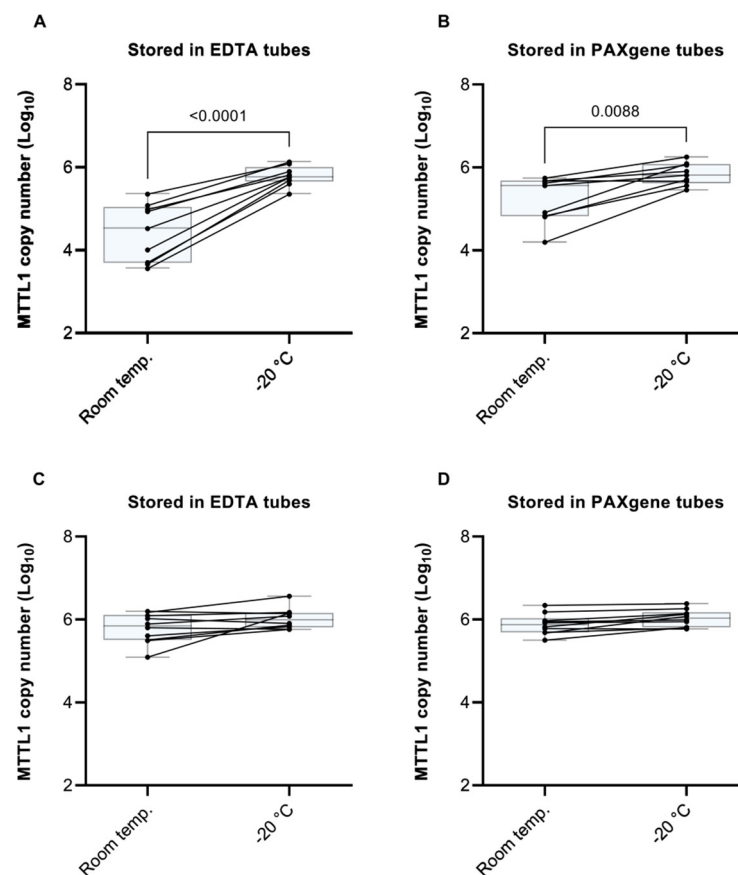 A
Stored in EDTA tubes
MTTL1 copy number (Log₁₀)
8
6
4
2
<0.0001
Room temp.
-20 °C
B
Stored in PAXgene tubes
MTTL1 copy number (Log₁₀)
8
6
4
2
0.0088
Room temp.
-20 °C
C
Stored in EDTA tubes
MTTL1 copy number (Log₁₀)
8
6
4
2
Room temp.
-20 °C
D
Stored in PAXgene tubes
MTTL1 copy number (Log₁₀)
8
6
4
2
Room temp.
-20 °C